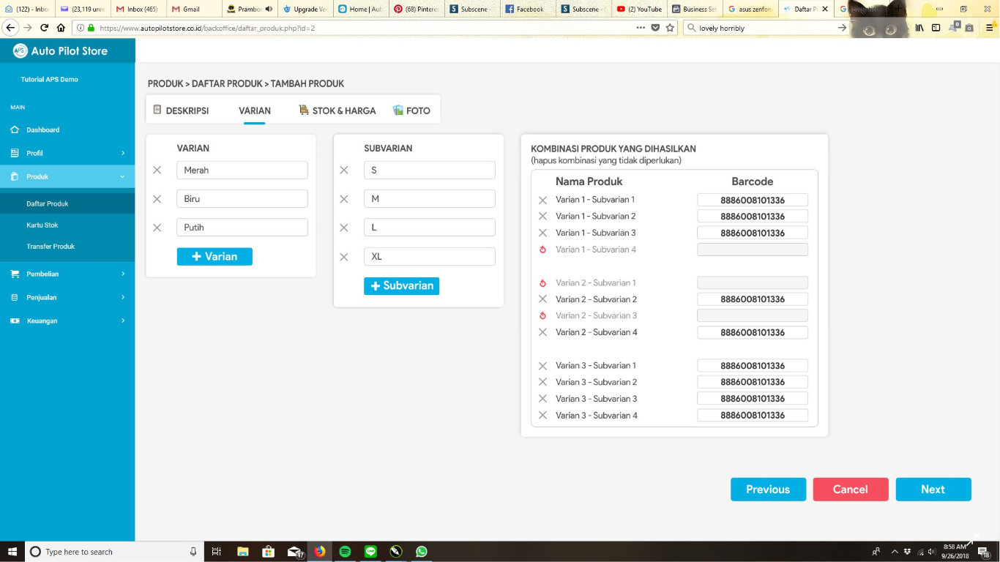 (122) - Inbo
(23,119 unre
Inbox (465)
Gmail
Prambor
Upgrade Ve
Home | Aut
(68) Pintere
Subscene -
Facebook
Subscene -
(2) YouTube
Business Set
asus zenfon
Daftar P
https://www.autopilotstore.co.id/backoffice/daftar_produk.php?id=2
lovely horribly
APS Auto Pilot Store
Tutorial APS Demo
MAIN
Dashboard
Profil
Produk
Daftar Produk
Kartu Stok
Transfer Produk
Pembelian
Penjualan
Keuangan
PRODUK > DAFTAR PRODUK > TAMBAH PRODUK
DESKRIPSI
VARIAN
STOK & HARGA
FOTO
VARIAN
Merah
Biru
Putih
+ Varian
SUBVARIAN
S
M
L
XL
+ Subvarian
KOMBINASI PRODUK YANG DIHASILKAN
(hapus kombinasi yang tidak diperlukan)
Nama Produk Barcode
Varian 1 - Subvarian 1 8886008101336
Varian 1 - Subvarian 2 8886008101336
Varian 1 - Subvarian 3 8886008101336
Varian 1 - Subvarian 4
Varian 2 - Subvarian 1
Varian 2 - Subvarian 2 8886008101336
Varian 2 - Subvarian 3
Varian 2 - Subvarian 4 8886008101336
Varian 3 - Subvarian 1 8886008101336
Varian 3 - Subvarian 2 8886008101336
Varian 3 - Subvarian 3 8886008101336
Varian 3 - Subvarian 4 8886008101336
Previous
Cancel
Next
Type here to search
17
8:58 AM
9/26/2018
18